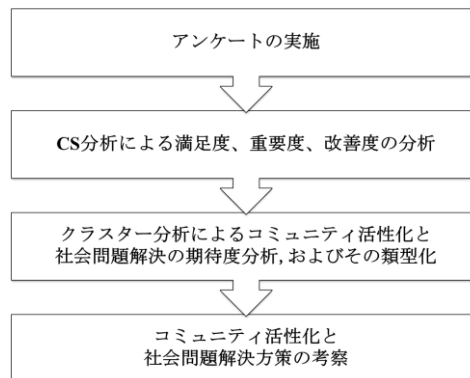 アンケートの実施
CS分析による満足度、重要度、改善度の分析
クラスター分析によるコミュニティ活性化と
社会問題解決の期待度分析, およびその類型化
コミュニティ活性化と
社会問題解決方策の考察